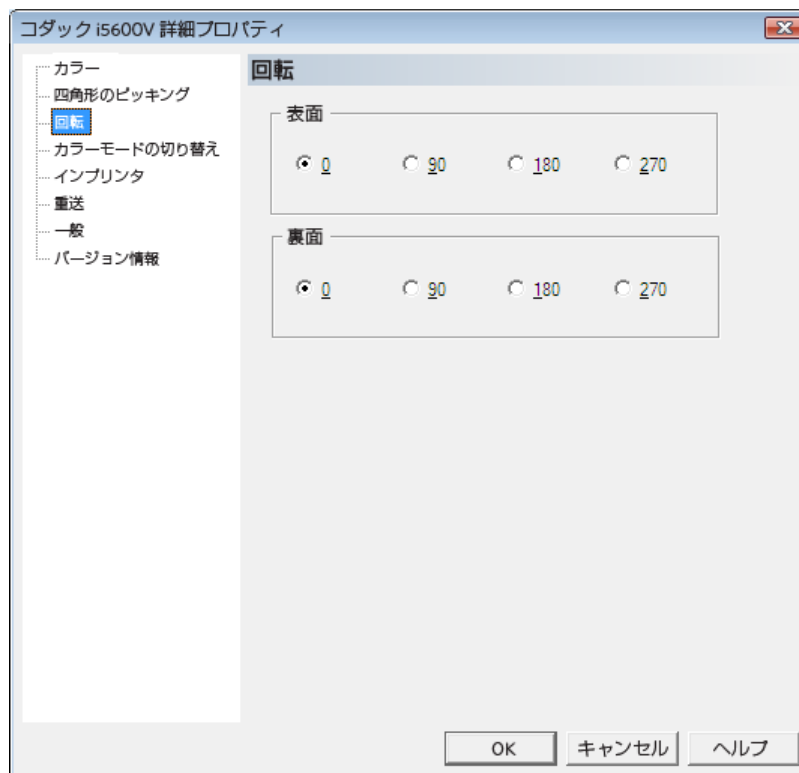 コダック i5600V 詳細プロパティ
カラー
四角形のピッキング
回転
カラーモードの切り替え
インプリンタ
重送
一般
バージョン情報
回転
表面
0 90 180 270
裏面
0 90 180 270
OK キャンセル ヘルプ